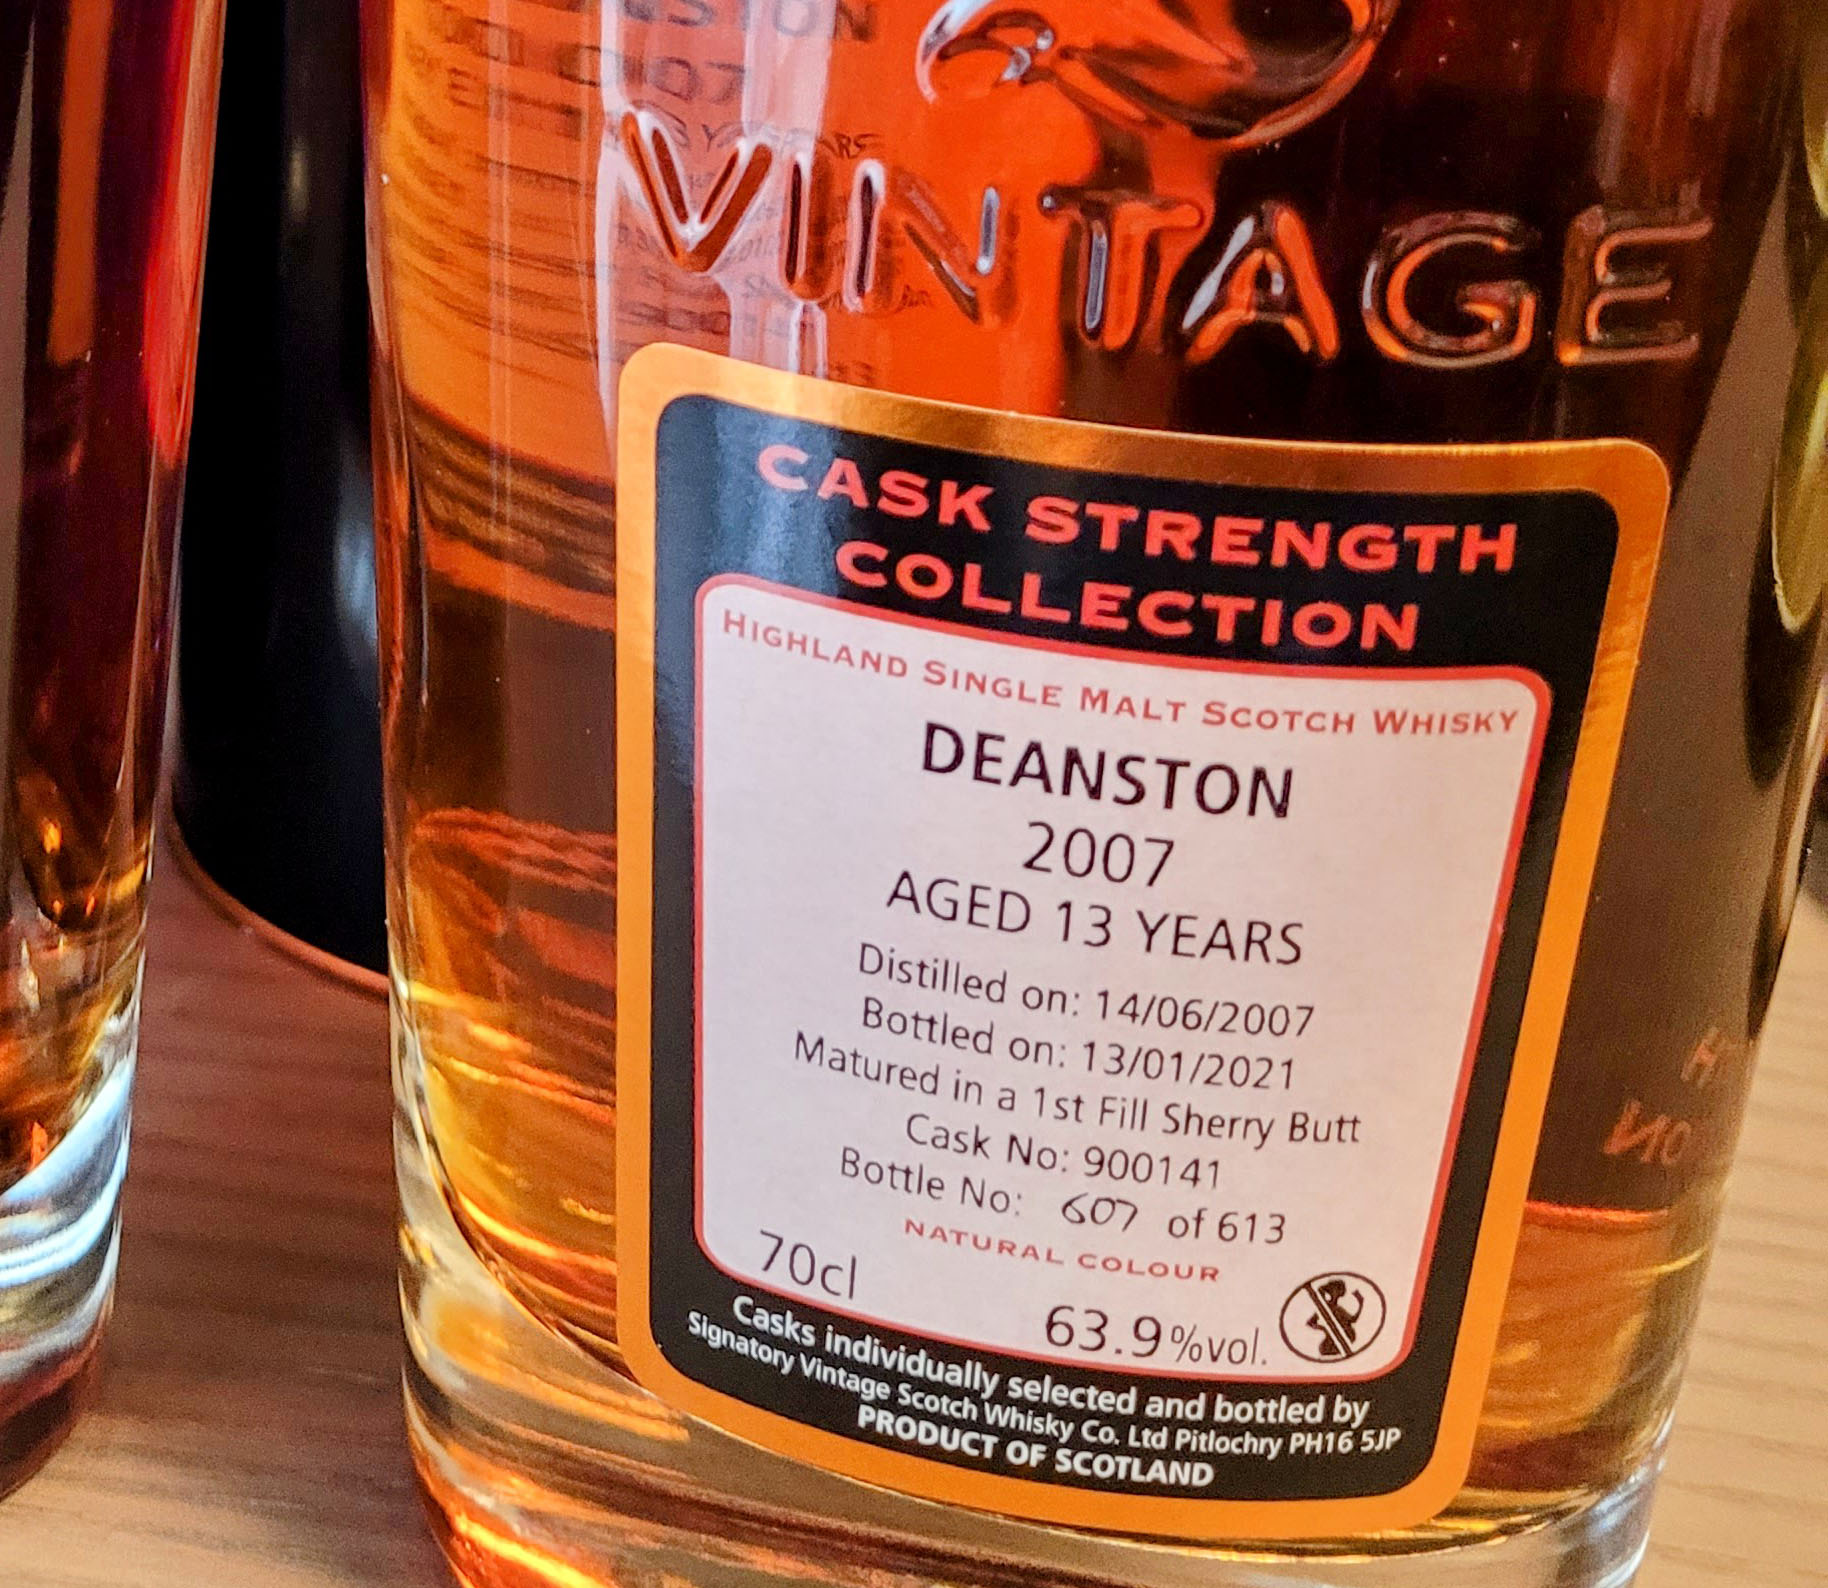 VINTAGE
CASK STRENGTH
COLLECTION
HIGHLAND SINGLE MALT SCOTCH WHISKY
DEANSTON
2007
AGED 13 YEARS
Distilled on: 14/06/2007
Bottled on: 13/01/2021
Matured in a 1st Fill Sherry Butt
Cask No: 900141
Bottle No: 607 of 613
NATURAL COLOUR
70cl
63.9%vol.
Casks individually selected and bottled by
Signatory Vintage Scotch Whisky Co. Ltd Pitlochry PH16 5JP
PRODUCT OF SCOTLAND